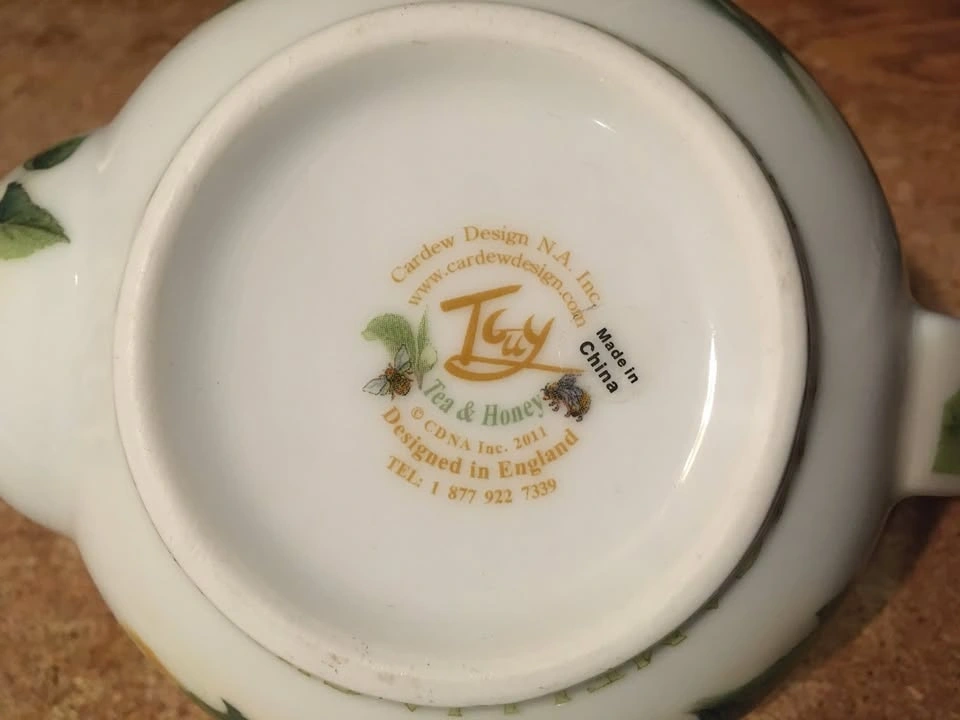 Cardew Design N.A. Inc.
www.cardewdesign.com
TGuy
Made in
China
Tea & Honey
© CDNA Inc. 2011
Designed in England
TEL: 1 877 922 7339